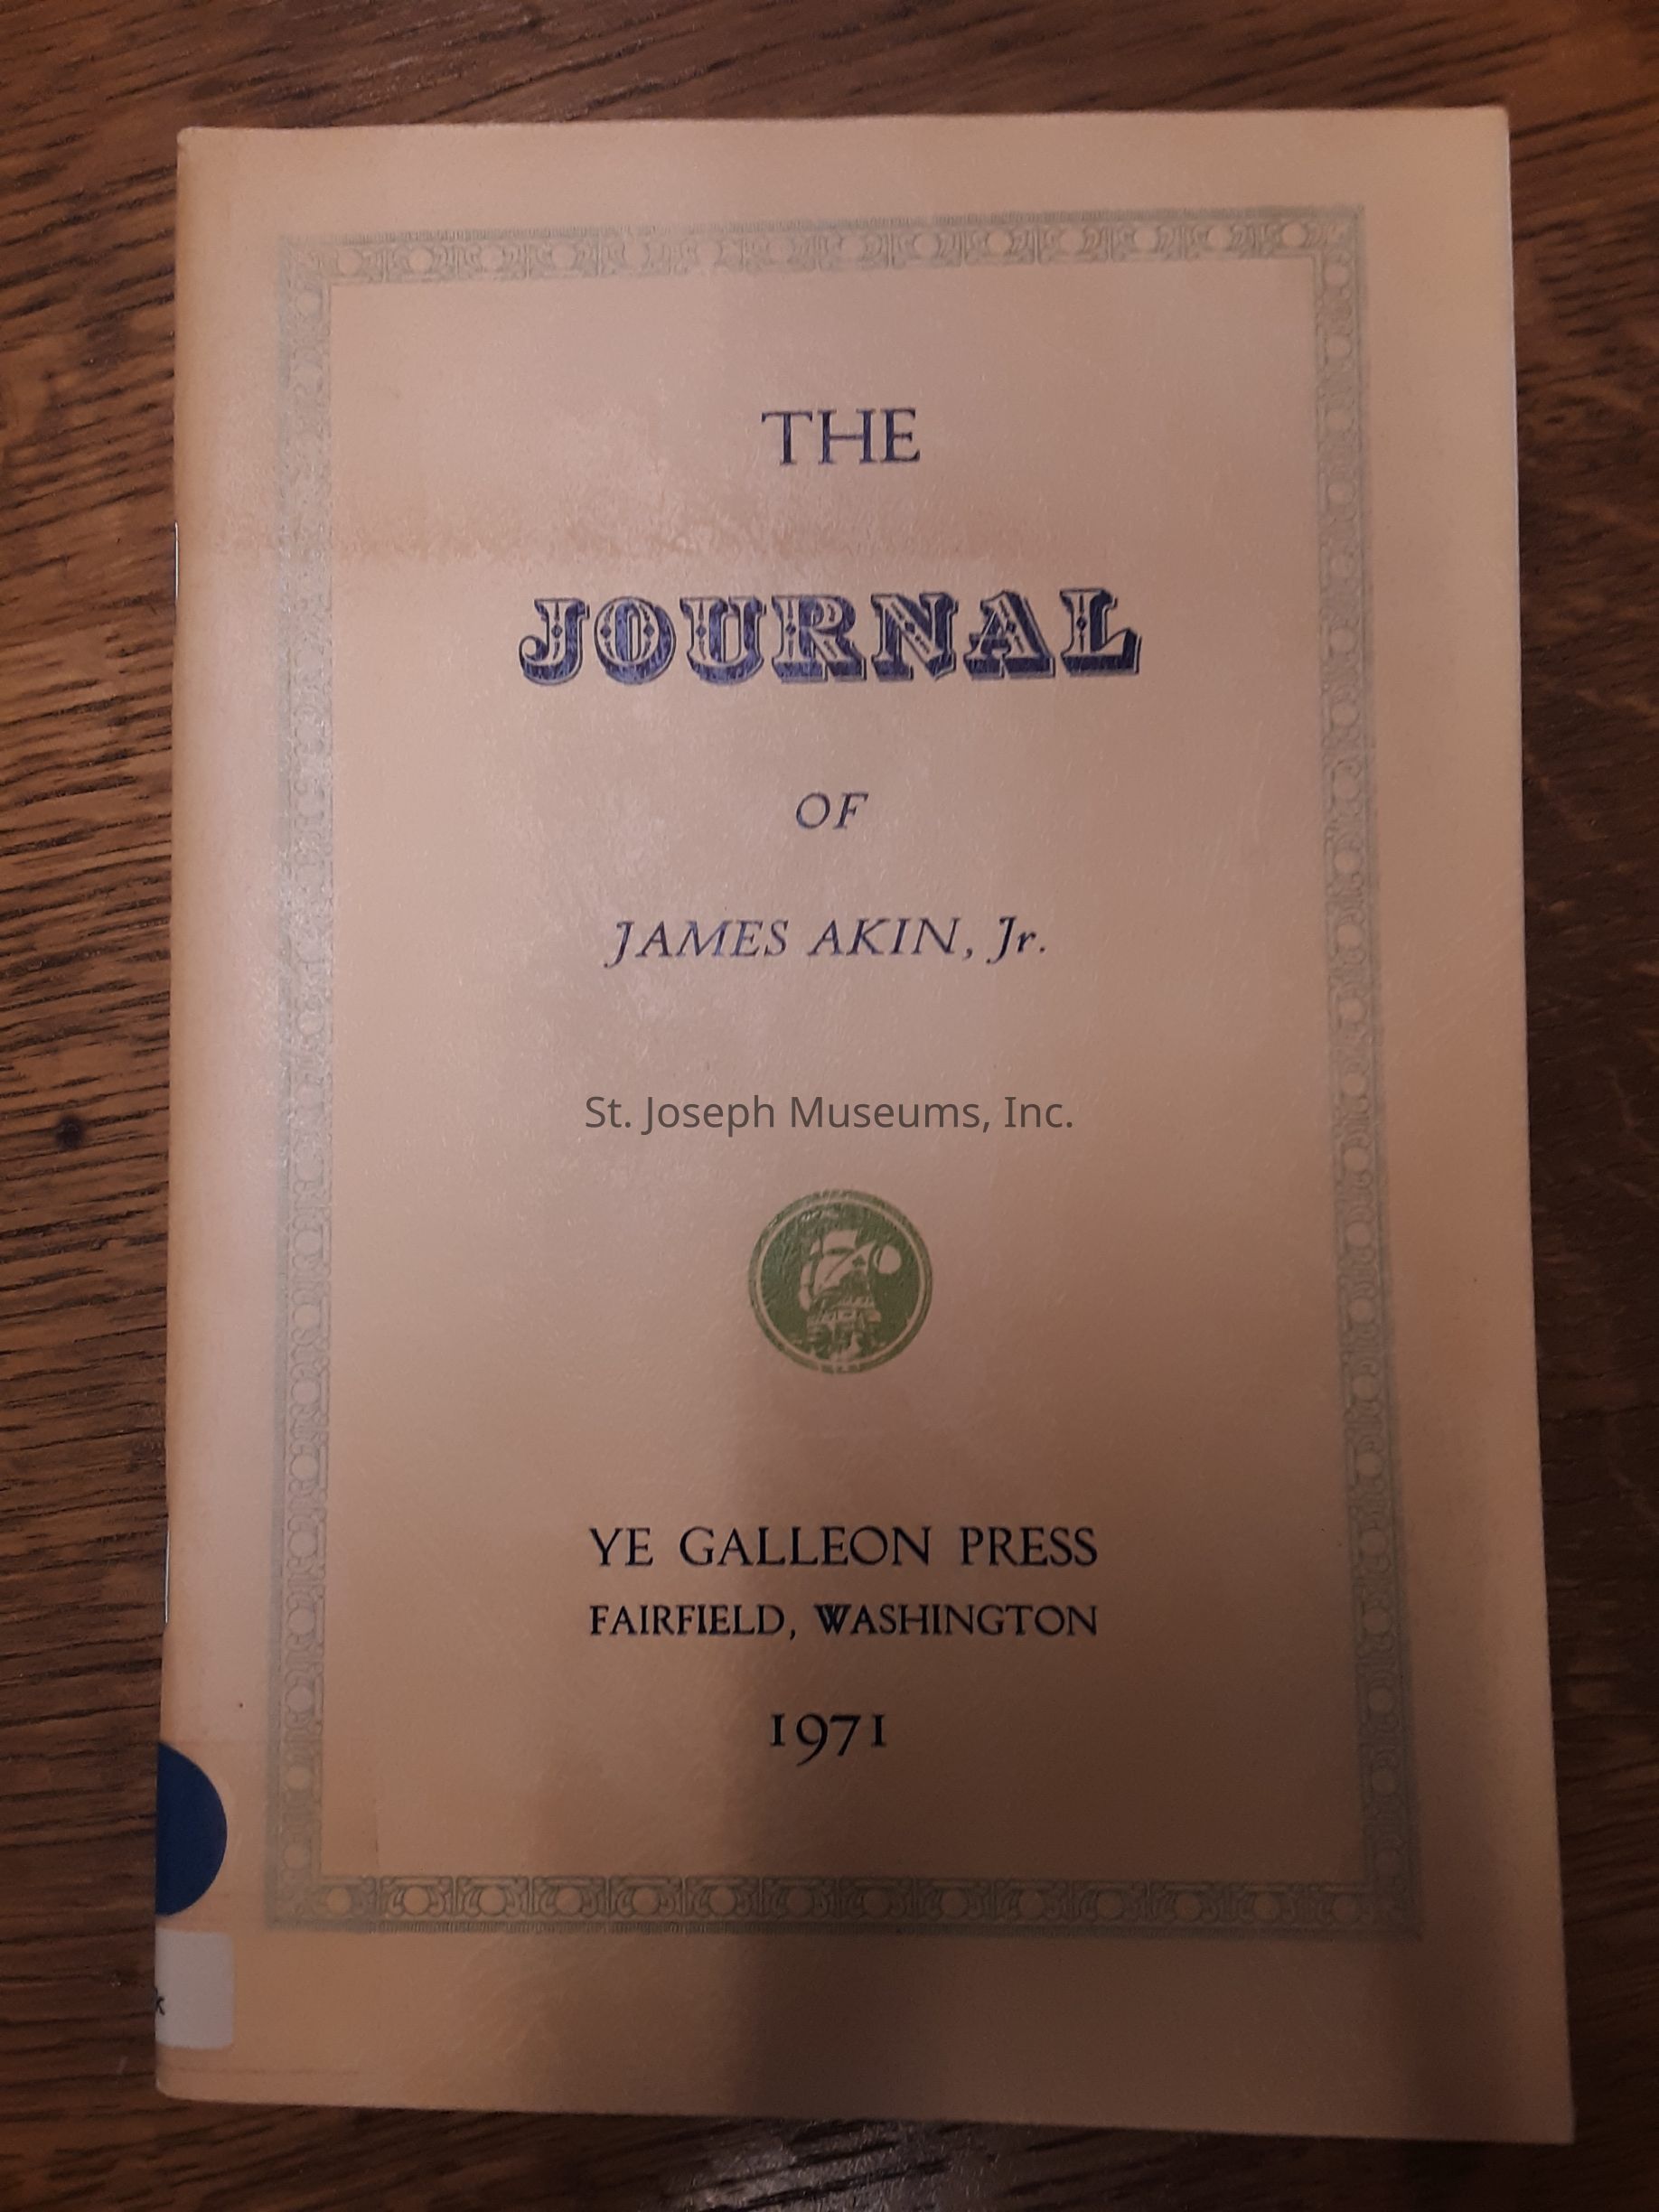 THE
JOURNAL
OF
JAMES AKIN, Jr.
St. Joseph Museums, Inc.
YE GALLEON PRESS
FAIRFIELD, WASHINGTON
1971